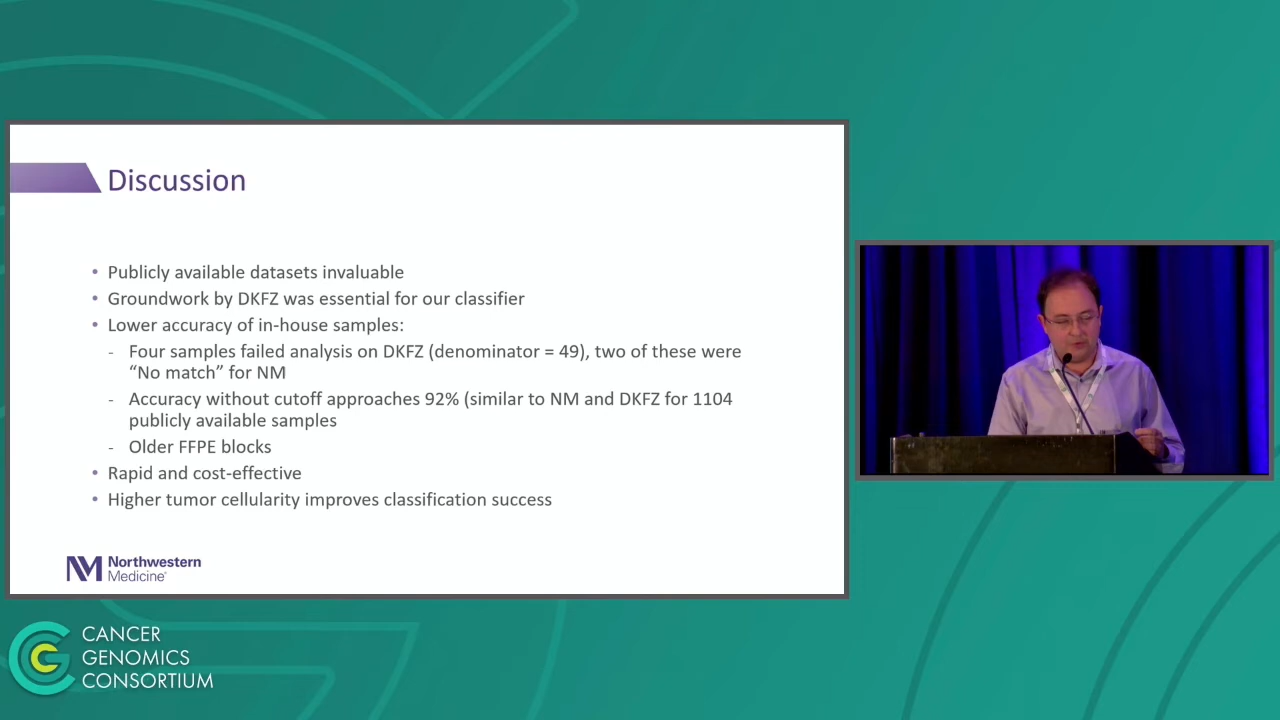 Discussion
• Publicly available datasets invaluable
• Groundwork by DKFZ was essential for our classifier
• Lower accuracy of in-house samples:
- Four samples failed analysis on DKFZ (denominator = 49), two of these were
“No match” for NM
- Accuracy without cutoff approaches 92% (similar to NM and DKFZ for 1104
publicly available samples
- Older FFPE blocks
• Rapid and cost-effective
• Higher tumor cellularity improves classification success
NM Northwestern
Medicine
CANCER
GENOMICS
CONSORTIUM